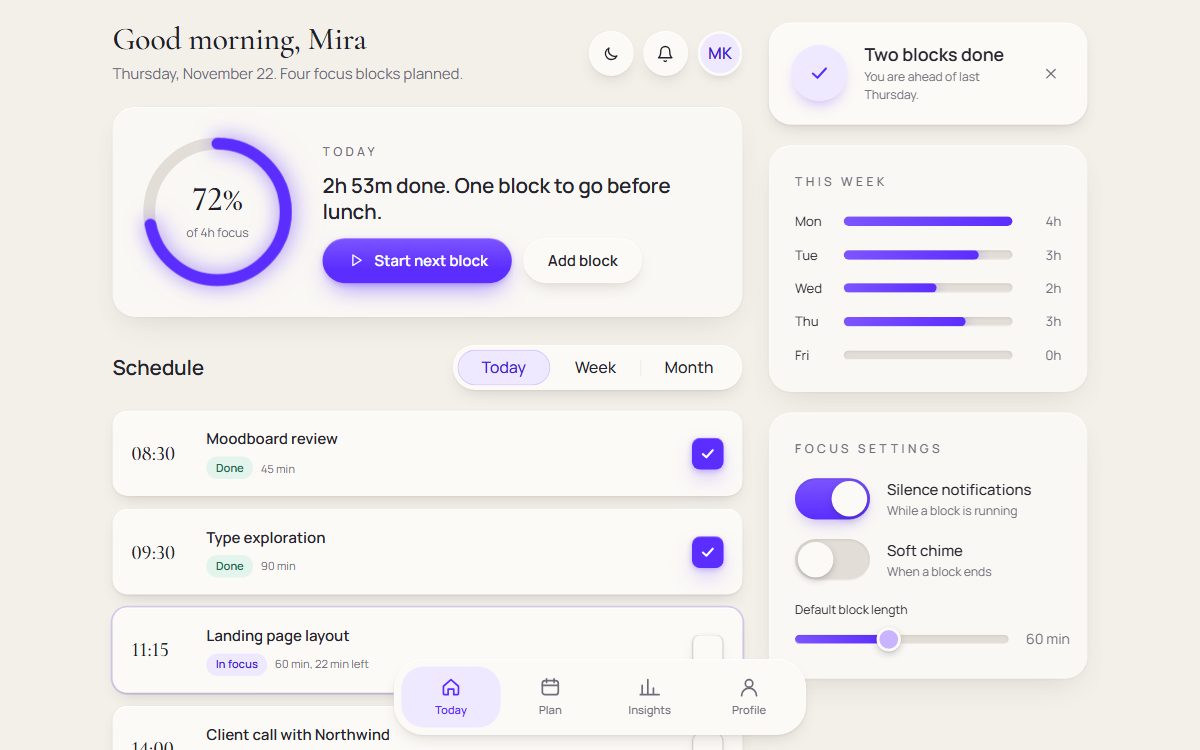 Good morning, Mira
Thursday, November 22. Four focus blocks planned.
MK
72%
of 4h focus
TODAY
2h 53m done. One block to go before
lunch.
Start next block
Add block
Schedule
Today
Week
Month
08:30
Moodboard review
Done
45 min
09:30
Type exploration
Done
90 min
11:15
Landing page layout
In focus
60 min, 22 min left
14:00
Client call with Northwind
Two blocks done
You are ahead of last
Thursday.
THIS WEEK
Mon
4h
Tue
3h
Wed
2h
Thu
3h
Fri
0h
FOCUS SETTINGS
Silence notifications
While a block is running
Soft chime
When a block ends
Default block length
60 min
Today
Plan
Insights
Profile